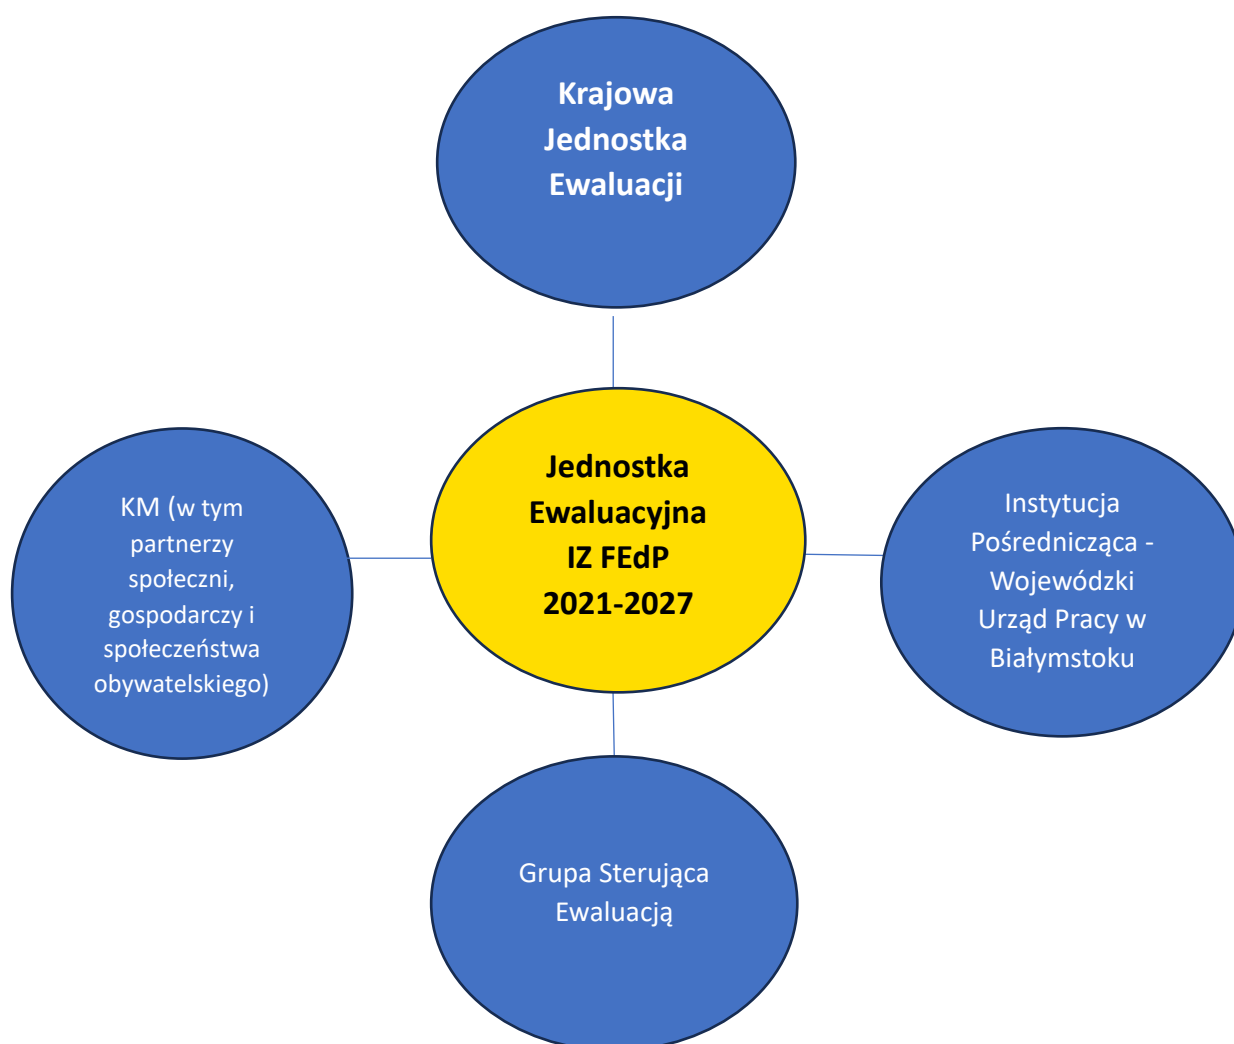 Krajowa
Jednostka
Ewaluacji
Jednostka
Ewaluacyjna
IZ FEdP
2021-2027
KM (w tym
partnerzy
społeczni,
gospodarczy i
społeczeństwa
obywatelskiego)
Instytucja
Pośrednicząca -
Wojewódzki
Urząd Pracy w
Białymstoku
Grupa Sterująca
Ewaluacją